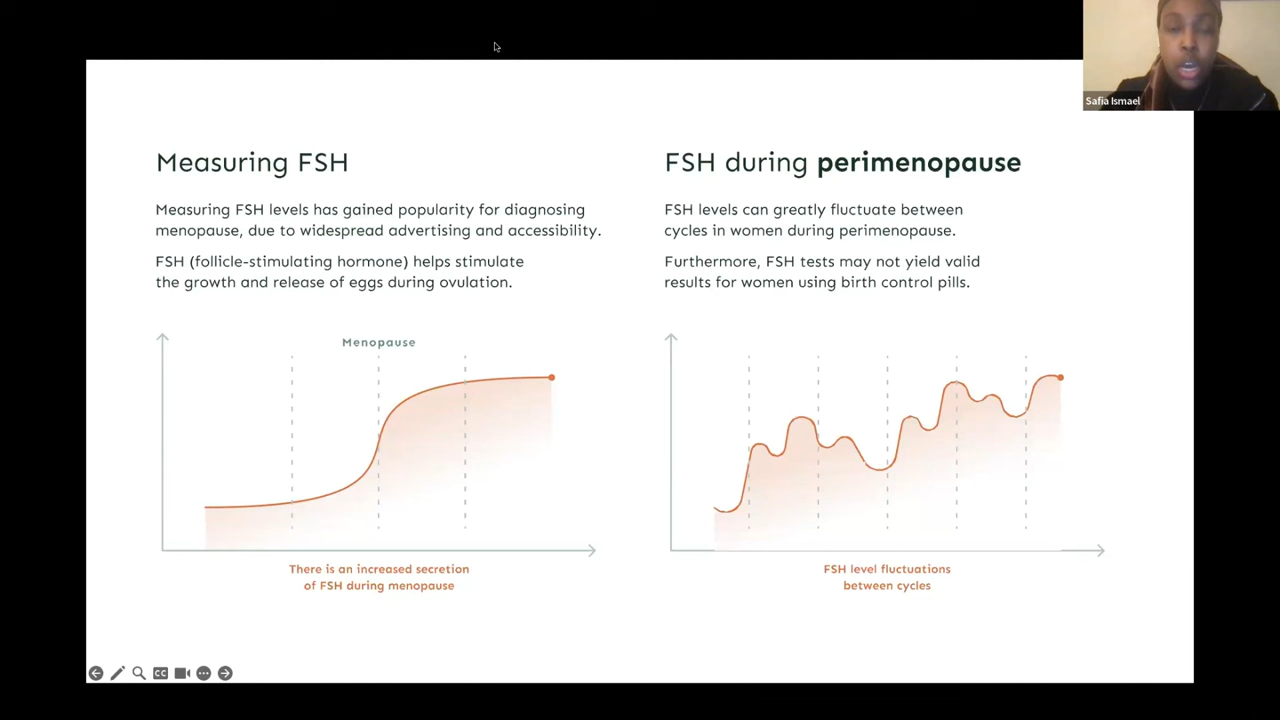 Safia Ismael
Measuring FSH
Measuring FSH levels has gained popularity for diagnosing
menopause, due to widespread advertising and accessibility.
FSH (follicle-stimulating hormone) helps stimulate
the growth and release of eggs during ovulation.
Menopause
There is an increased secretion
of FSH during menopause
FSH during perimenopause
FSH levels can greatly fluctuate between
cycles in women during perimenopause.
Furthermore, FSH tests may not yield valid
results for women using birth control pills.
FSH level fluctuations
between cycles
CC